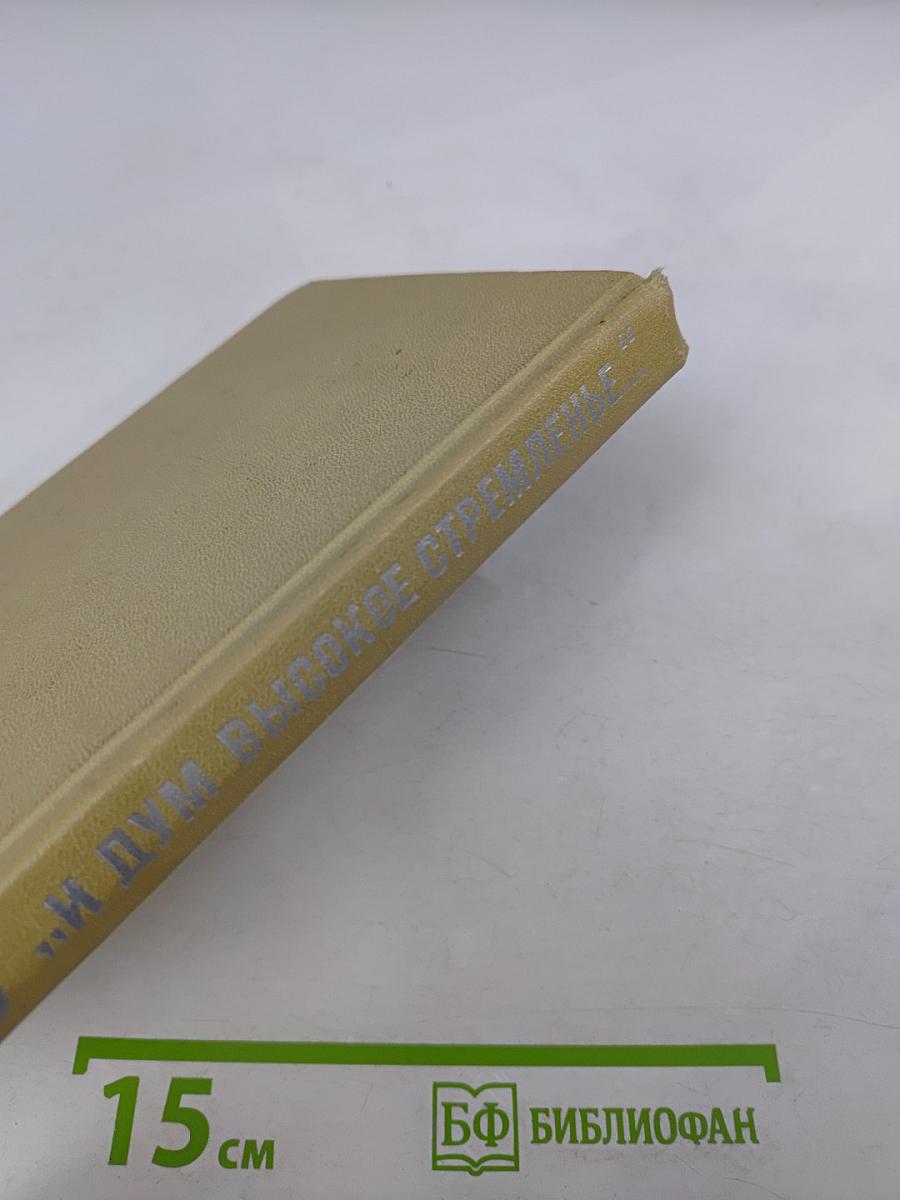 „И ДУМ ВЫСОКОЕ СТРЕМЛЕНЬЕ..."
15 см
БФ БИБЛИОФАН